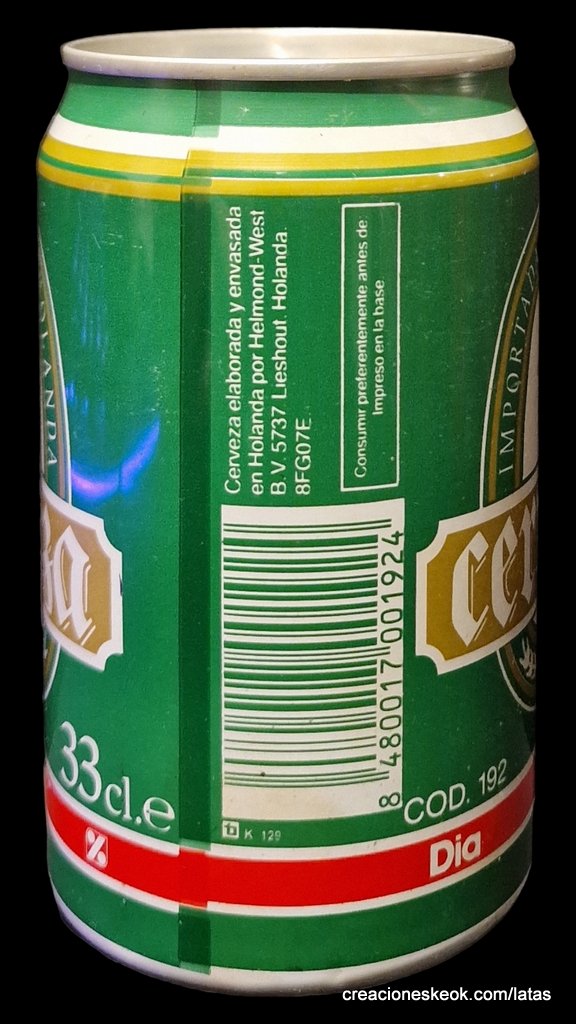 Cerveza elaborada y envasada
en Holanda por Helmond-West
B.V. 5737 Lieshout Holanda.
8FG07E
Consumir preferentemente antes de
Impreso en la base
8 480017 001924
COD. 192
IMPORTADA
33cl.e
K 129
%
Dia
creacioneskeok.com/latas